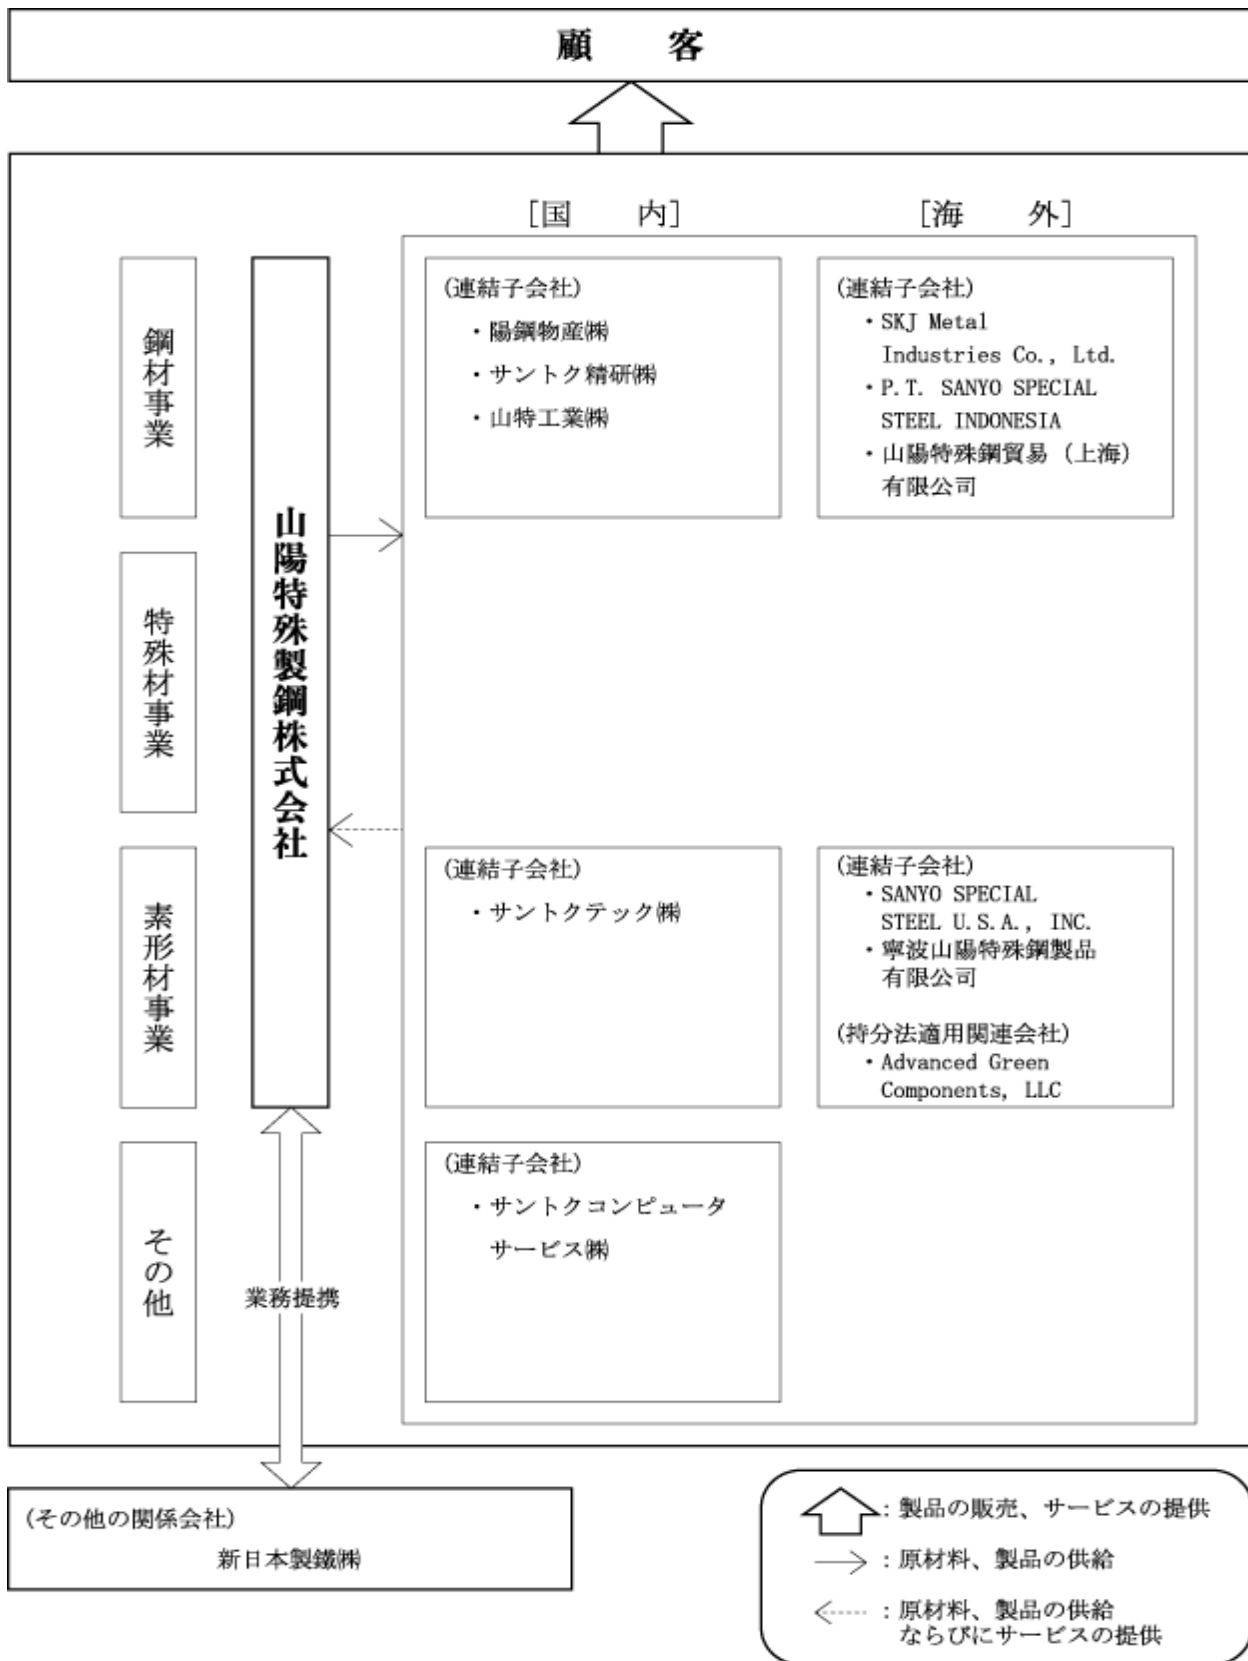 顧　客
[国　内]
[海　外]
鋼材事業
特殊材事業
素形材事業
その他
山陽特殊製鋼株式会社
(連結子会社)
・陽鋼物産㈱
・サントク精研㈱
・山特工業㈱
(連結子会社)
・SKJ Metal
Industries Co., Ltd.
・P.T. SANYO SPECIAL
STEEL INDONESIA
・山陽特殊鋼貿易（上海）
有限公司
(連結子会社)
・サントクテック㈱
(連結子会社)
・SANYO SPECIAL
STEEL U.S.A., INC.
・寧波山陽特殊鋼製品
有限公司
(持分法適用関連会社)
・Advanced Green
Components, LLC
(連結子会社)
・サントクコンピュータ
サービス㈱
業務提携
(その他の関係会社)
新日本製鐵㈱
：製品の販売、サービスの提供
：原材料、製品の供給
：原材料、製品の供給
ならびにサービスの提供